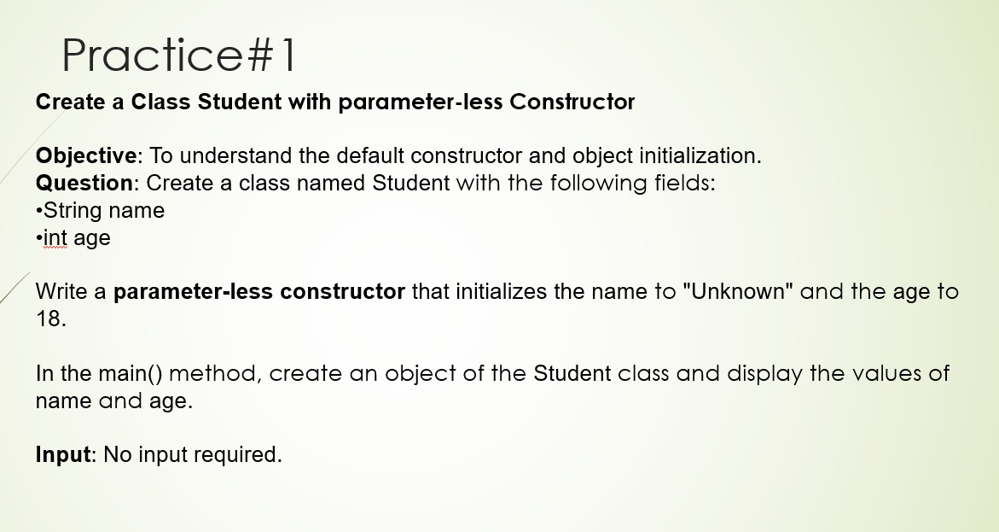 Practice#1
Create a Class Student with parameter-less Constructor
Objective: To understand the default constructor and object initialization.
Question: Create a class named Student with the following fields:
•String name
•int age
Write a parameter-less constructor that initializes the name to "Unknown" and the age to
18.
In the main() method, create an object of the Student class and display the values of
name and age.
Input: No input required.